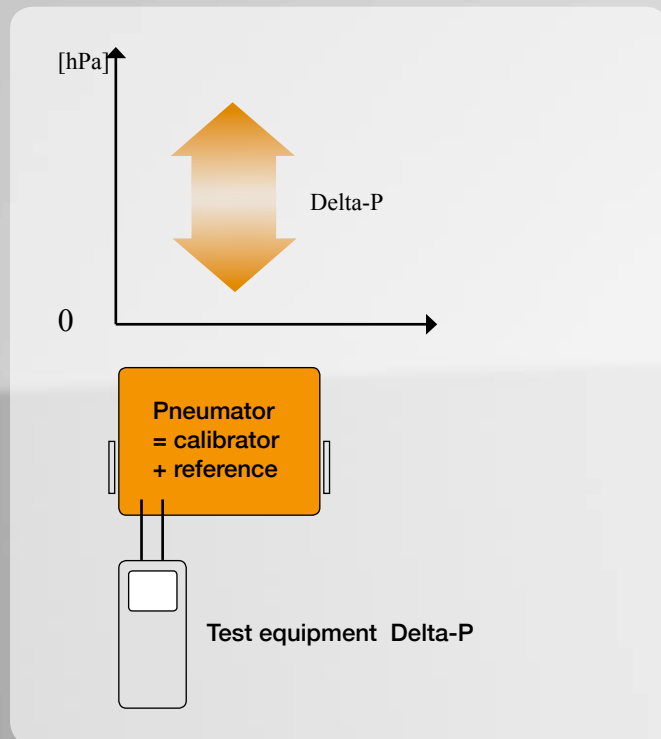 [hPa]
Delta-P
0
Pneumator
= calibrator
+ reference
Test equipment Delta-P